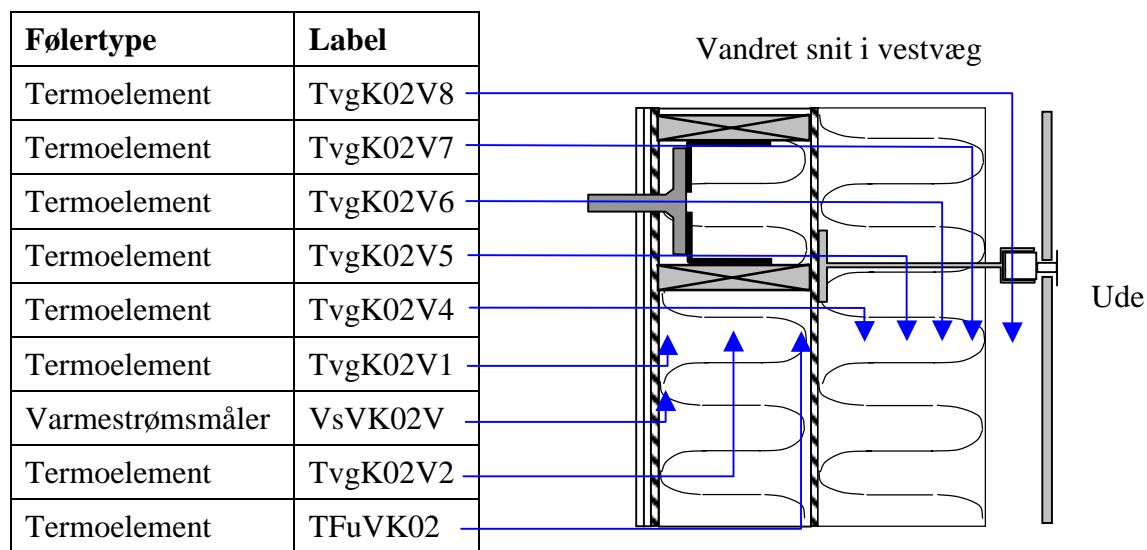 Følertype Label
Termoelement TvgK02V8
Termoelement TvgK02V7
Termoelement TvgK02V6
Termoelement TvgK02V5
Termoelement TvgK02V4
Termoelement TvgK02V1
Varmestrømsmåler VsVK02V
Termoelement TvgK02V2
Termoelement TFuVK02
Vandret snit i vestvæg
Ude